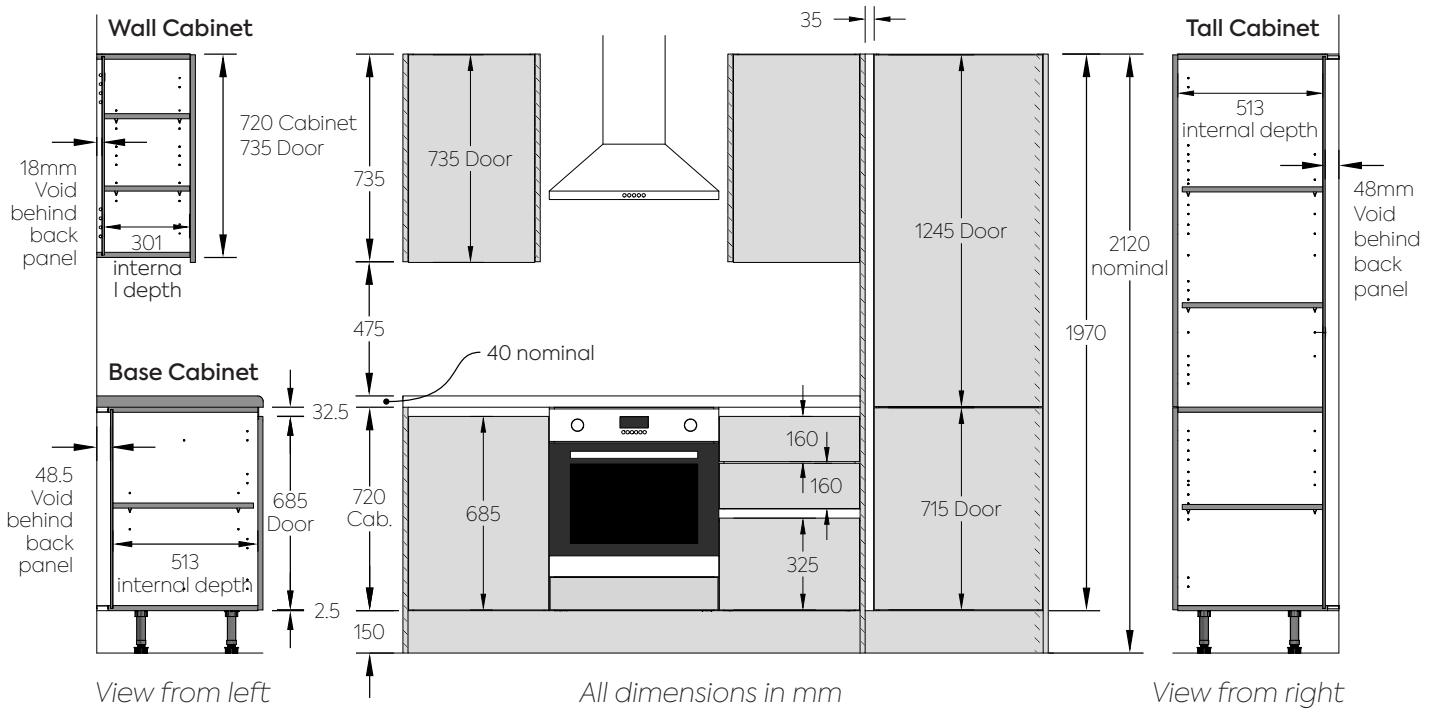 Wall Cabinet
35
Tall Cabinet
720 Cabinet
735 Door
18mm
Void
behind
back
panel
301
interna
l depth
735
735 Door
1245 Door
2120
nominal
513
internal depth
48mm
Void
behind
back
panel
475
1970
40 nominal
Base Cabinet
32.5
48.5
Void
behind
back
panel
685
Door
720
Cab.
685
160
160
715 Door
513
internal depth
325
2.5
150
View from left
All dimensions in mm
View from right